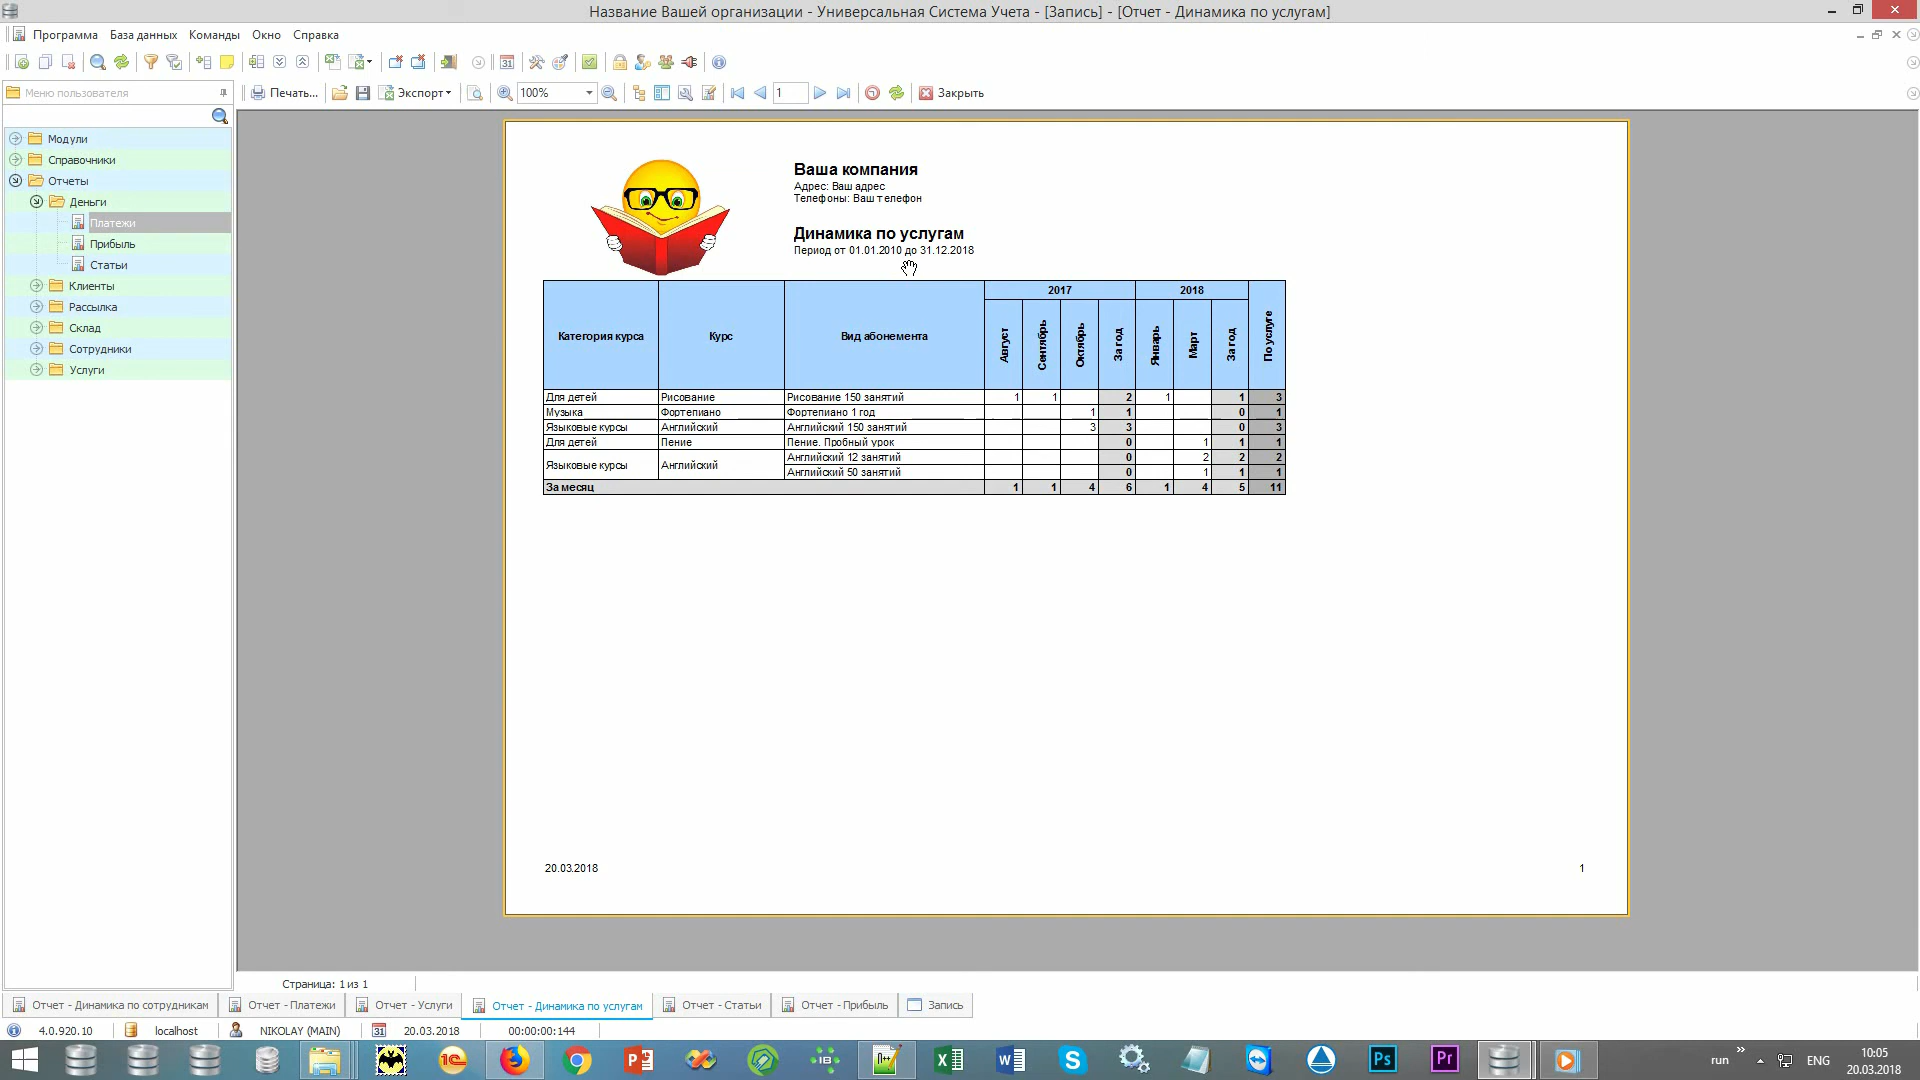 Название Вашей организации - Универсальная Система Учета - [Запись] - [Отчет - Динамика по услугам]
Программа База данных Команды Окно Справка
Меню пользователя
Печать... Экспорт 100% 1 Закрыть
Модули
Справочники
Отчеты
Деньги
Платежи
Прибыль
Статьи
Клиенты
Рассылка
Склад
Сотрудники
Услуги
Ваша компания
Адрес: Ваш адрес
Телефоны: Ваш телефон
Динамика по услугам
Период от 01.01.2010 до 31.12.2018
Категория курса Курс Вид абонемента 2017 2018 По услуге
Август Сентябрь Октябрь За год Январь Март За год
Для детей Рисование Рисование 150 занятий 1 1 2 1 1 3
Музыка Фортепиано Фортепиано 1 год 1 1 0 1
Языковые курсы Английский Английский 150 занятий 3 3 0 3
Для детей Пение Пение. Пробный урок 0 1 1 1
Языковые курсы Английский Английский 12 занятий 0 2 2 2
Английский 50 занятий 0 1 1 1
За месяц 1 1 4 6 1 4 5 11
20.03.2018 1
Страница: 1 из 1
Отчет - Динамика по сотрудникам Отчет - Платежи Отчет - Услуги Отчет - Динамика по услугам Отчет - Статьи Отчет - Прибыль Запись
4.0.920.10 localhost NIKOLAY (MAIN) 31 20.03.2018 00:00:00:144
run ENG 10:05
20.03.2018